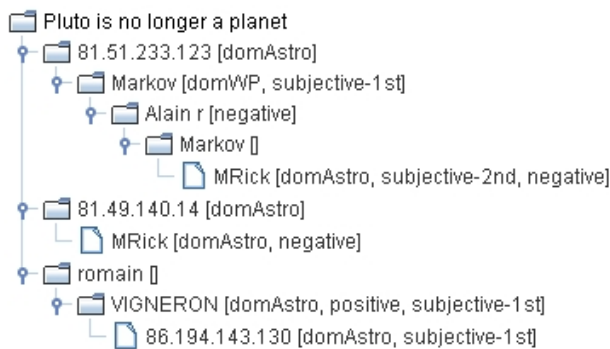 Pluto is no longer a planet
81.51.233.123 [domAstro]
Markov [domWP, subjective-1st]
Alain r [negative]
Markov []
MRick [domAstro, subjective-2nd, negative]
81.49.140.14 [domAstro]
MRick [domAstro, negative]
romain []
VIGNERON [domAstro, positive, subjective-1st]
86.194.143.130 [domAstro, subjective-1st]